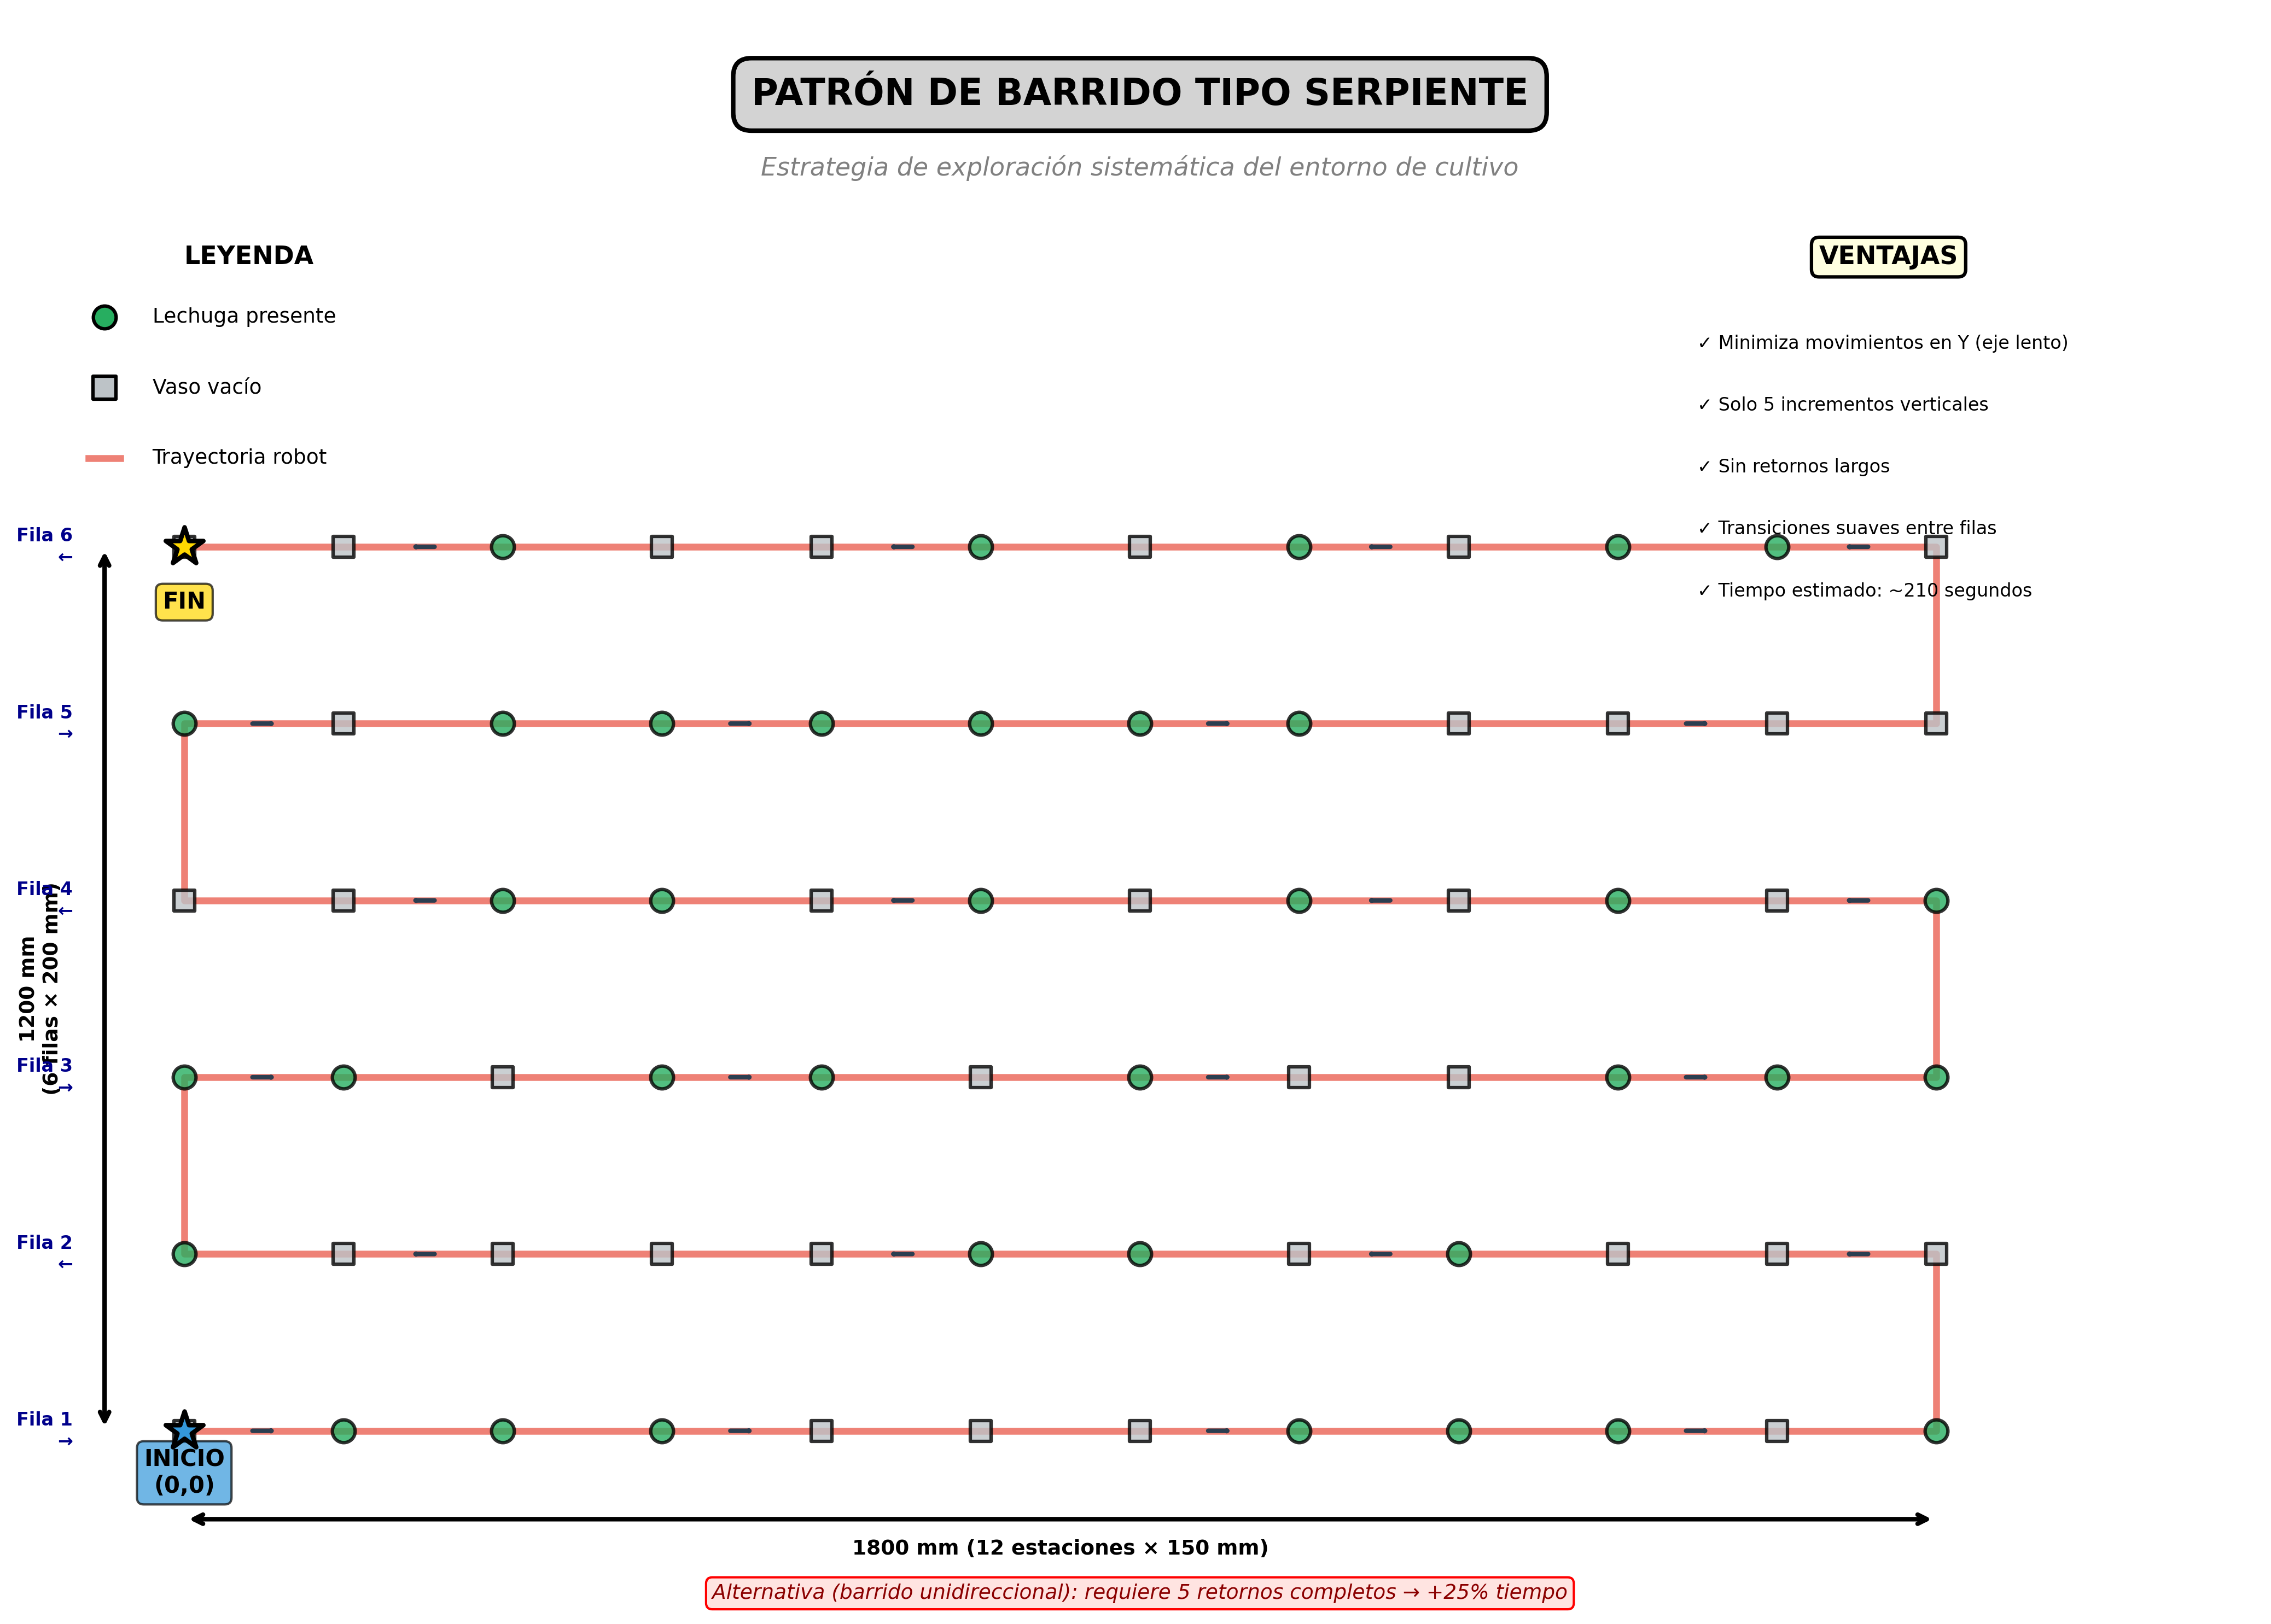 PATRÓN DE BARRIDO TIPO SERPIENTE
Estrategia de exploración sistemática del entorno de cultivo
LEYENDA
Lechuga presente
Vaso vacío
Trayectoria robot
VENTAJAS
✓ Minimiza movimientos en Y (eje lento)
✓ Solo 5 incrementos verticales
✓ Sin retornos largos
✓ Transiciones suaves entre filas
✓ Tiempo estimado: ~210 segundos
Fila 6
←
FIN
Fila 5
→
Fila 4
←
1200 mm
(6 filas × 200 mm)
Fila 3
→
Fila 2
←
Fila 1
→
INICIO
(0,0)
1800 mm (12 estaciones × 150 mm)
Alternativa (barrido unidireccional): requiere 5 retornos completos → +25% tiempo